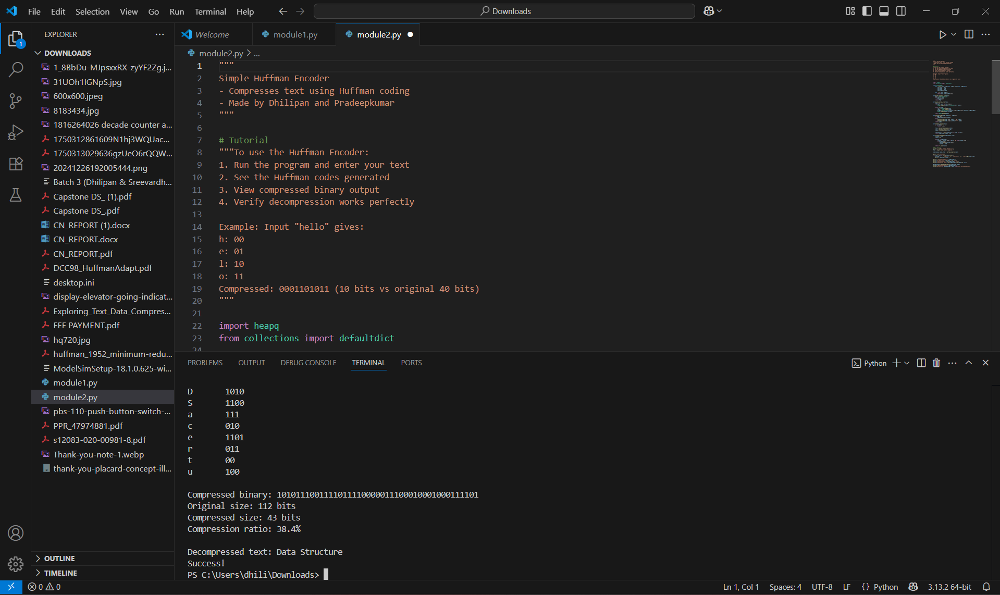 File Edit Selection View Go Run Terminal Help Downloads
EXPLORER
DOWNLOADS
1_8BbDu-MJpsxxRX-zyYF2Zg.j...
31UOh1IGNpS.jpg
600x600.jpeg
8183434.jpg
1816264026 decade counter a...
1750312861609N1hj3WQUac...
1750313029636gzUeO6rQQW...
20241226192005444.png
Batch 3 (Dhilipan & Sreevardh...
Capstone DS_ (1).pdf
Capstone DS_.pdf
CN_REPORT (1).docx
CN_REPORT.docx
CN_REPORT.pdf
DCC98_HuffmanAdapt.pdf
desktop.ini
display-elevator-going-indicat...
Exploring_Text_Data_Compres...
FEE PAYMENT.pdf
hq720.jpg
huffman_1952_minimum-redu...
ModelSimSetup-18.1.0.625-wi...
module1.py
module2.py
pbs-110-push-button-switch-...
PPR_47974881.pdf
s12083-020-00981-8.pdf
Thank-you-note-1.webp
thank-you-placard-concept-ill...
OUTLINE
TIMELINE
Welcome module1.py module2.py
module2.py > ...
1 """
2 Simple Huffman Encoder
3 - Compresses text using Huffman coding
4 - Made by Dhilipan and Pradeepkumar
5 """
6
7 # Tutorial
8 """To use the Huffman Encoder:
9 1. Run the program and enter your text
10 2. See the Huffman codes generated
11 3. View compressed binary output
12 4. Verify decompression works perfectly
13
14 Example: Input "hello" gives:
15 h: 00
16 e: 01
17 l: 10
18 o: 11
19 Compressed: 0001101011 (10 bits vs original 40 bits)
20 """
21
22 import heapq
23 from collections import defaultdict
24
PROBLEMS OUTPUT DEBUG CONSOLE TERMINAL PORTS Python
D 1010
S 1100
a 111
c 010
e 1101
r 011
t 00
u 100
Compressed binary: 1010111001111011110000011100010001000111101
Original size: 112 bits
Compressed size: 43 bits
Compression ratio: 38.4%
Decompressed text: Data Structure
Success!
PS C:\Users\dhili\Downloads>
0 0 Ln 1, Col 1 Spaces: 4 UTF-8 LF {} Python 3.13.2 64-bit